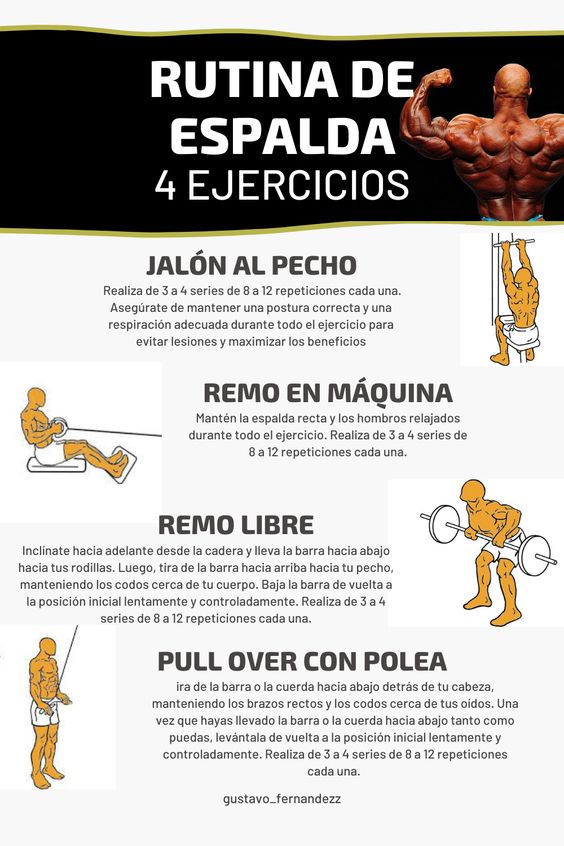 RUTINA DE
ESPALDA
4 EJERCICIOS
JALÓN AL PECHO
Realiza de 3 a 4 series de 8 a 12 repeticiones cada una.
Asegúrate de mantener una postura correcta y una
respiración adecuada durante todo el ejercicio para
evitar lesiones y maximizar los beneficios
REMO EN MÁQUINA
Mantén la espalda recta y los hombros relajados
durante todo el ejercicio. Realiza de 3 a 4 series de
8 a 12 repeticiones cada una.
REMO LIBRE
Inclínate hacia adelante desde la cadera y lleva la barra hacia abajo
hacia tus rodillas. Luego, tira de la barra hacia arriba hacia tu pecho,
manteniendo los codos cerca de tu cuerpo. Baja la barra de vuelta a
la posición inicial lentamente y controladamente. Realiza de 3 a 4
series de 8 a 12 repeticiones cada una.
PULL OVER CON POLEA
ira de la barra o la cuerda hacia abajo detrás de tu cabeza,
manteniendo los brazos rectos y los codos cerca de tus oídos. Una
vez que hayas llevado la barra o la cuerda hacia abajo tanto como
puedas, levántala de vuelta a la posición inicial lentamente y
controladamente. Realiza de 3 a 4 series de 8 a 12 repeticiones
cada una.
gustavo_fernandezz